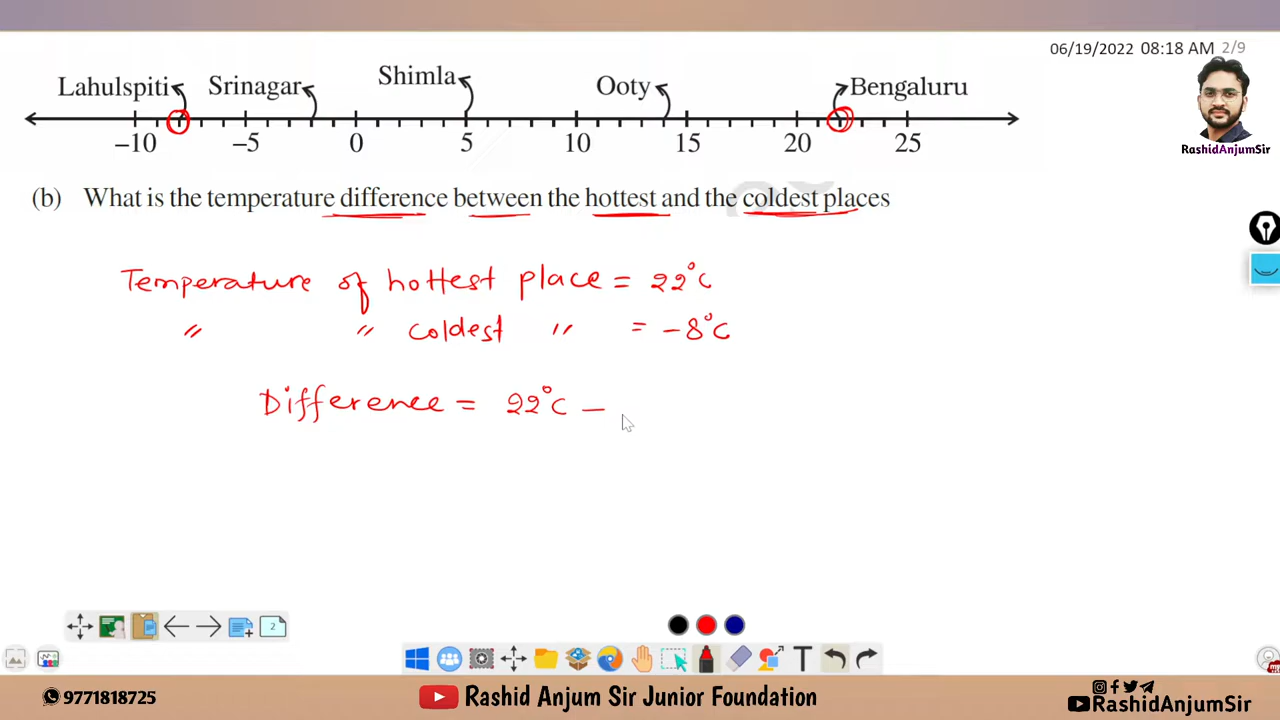 06/19/2022 08:18 AM 2/9
Lahulspiti Srinagar Shimla Ooty Bengaluru
–10 –5 0 5 10 15 20 25
RashidAnjumSir
(b) What is the temperature difference between the hottest and the coldest places
Temperature of hottest place = 22°C
" " coldest " = -8°C
Difference = 22°C –
2
9771818725
Rashid Anjum Sir Junior Foundation
RashidAnjumSir